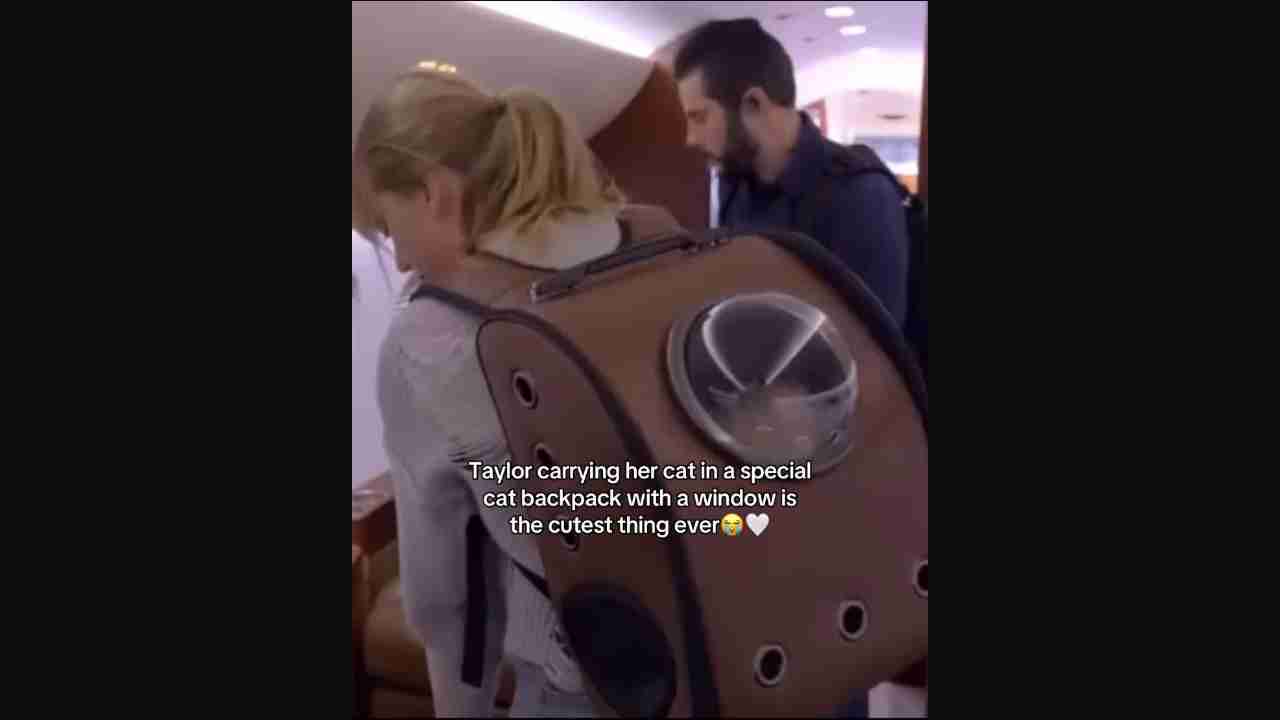 Taylor carrying her cat in a special
cat backpack with a window is
the cutest thing ever😭🤍